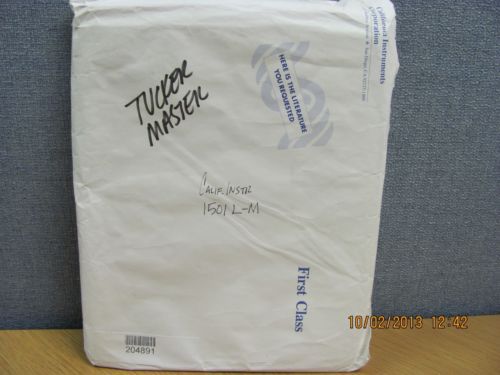 California Instruments
Corporation
HERE IS THE LITERATURE
YOU REQUESTED
TUCKER
MASTER
CALIF. INSTR
1501 L-M
First Class
204891
10/02/2013 12:42